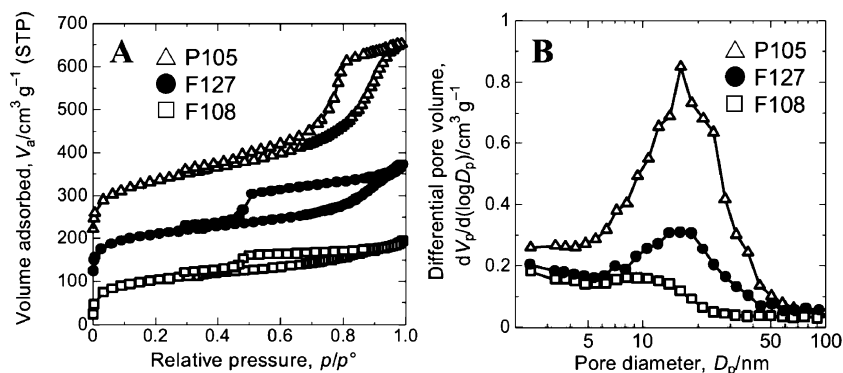 A
△ P105
● F127
□ F108
Volume adsorbed, Va/cm³ g⁻¹ (STP)
700
600
500
400
300
200
100
0
0 0.2 0.4 0.6 0.8 1.0
Relative pressure, p/p°
B
△ P105
● F127
□ F108
Differential pore volume,
dVp/d(logDp)/cm³ g⁻¹
1
0.8
0.6
0.4
0.2
0
5 10 50 100
Pore diameter, Dp/nm